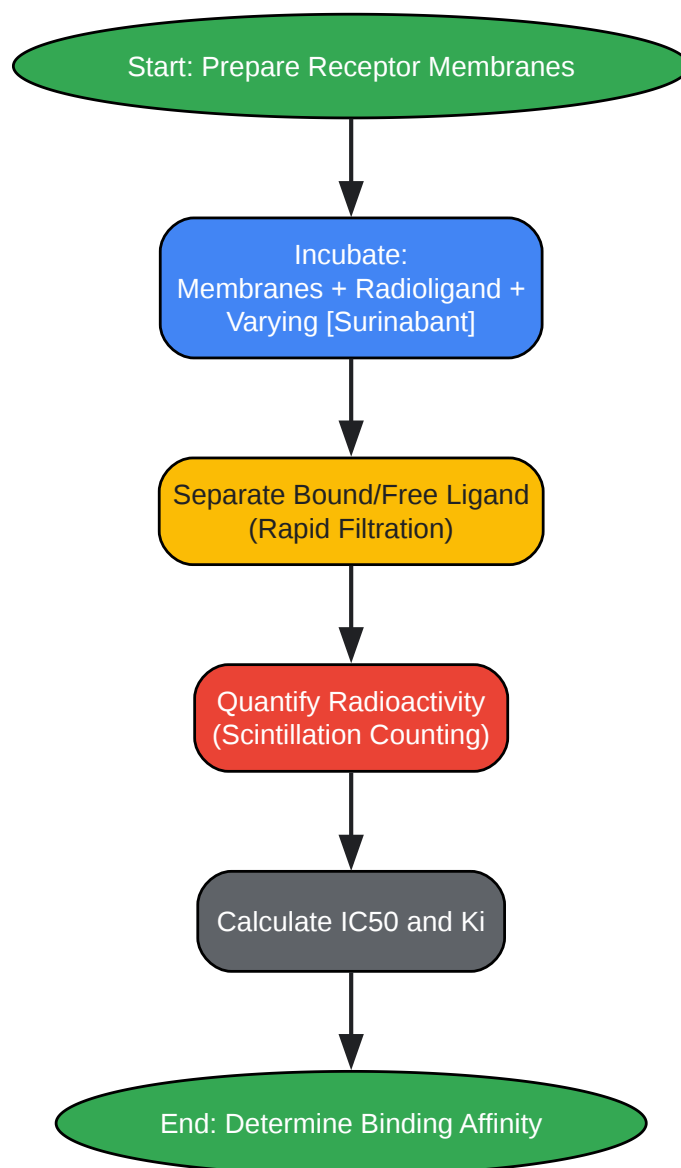 Start: Prepare Receptor Membranes
Incubate:
Membranes + Radioligand +
Varying [Surinabant]
Separate Bound/Free Ligand
(Rapid Filtration)
Quantify Radioactivity
(Scintillation Counting)
Calculate IC50 and Ki
End: Determine Binding Affinity